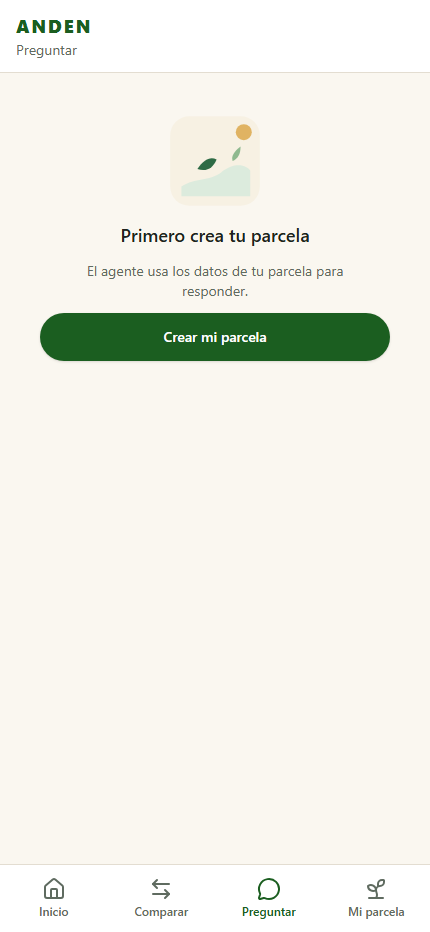 ANDEN
Preguntar
Primero crea tu parcela
El agente usa los datos de tu parcela para
responder.
Crear mi parcela
Inicio
Comparar
Preguntar
Mi parcela